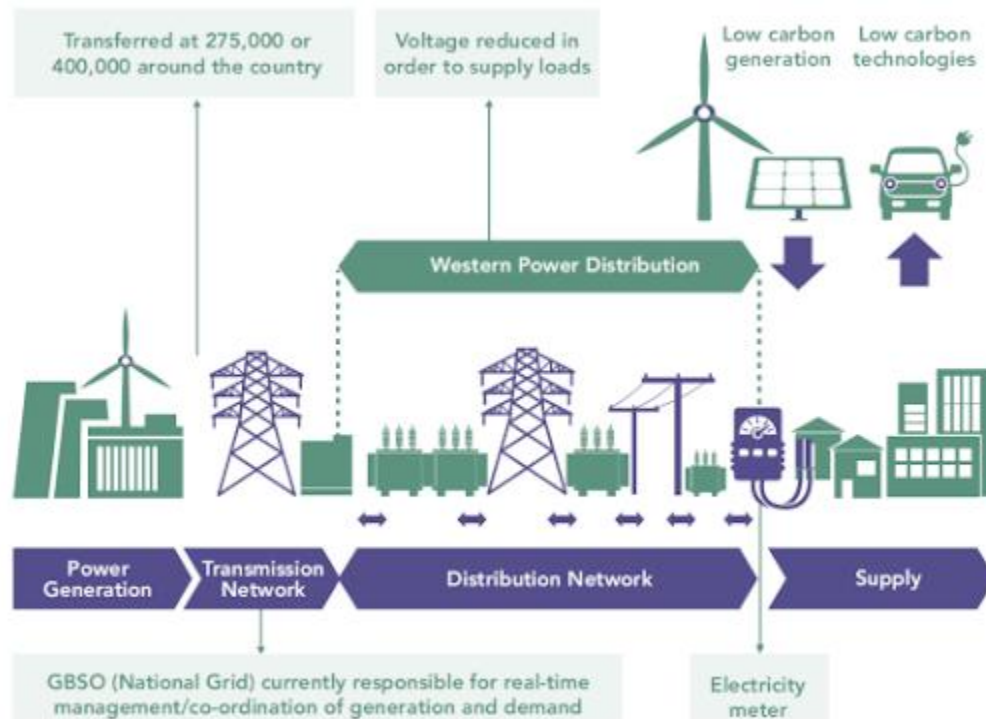 Transferred at 275,000 or
400,000 around the country
Voltage reduced in
order to supply loads
Low carbon
generation
Low carbon
technologies
Western Power Distribution
Power
Generation
Transmission
Network
Distribution Network
Supply
GBSO (National Grid) currently responsible for real-time
management/co-ordination of generation and demand
Electricity
meter